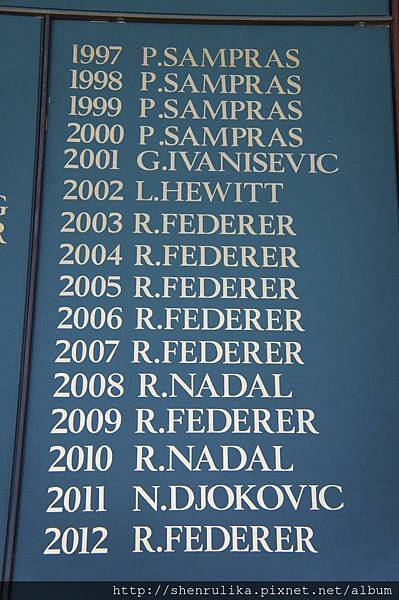 1997 P.SAMPRAS
1998 P.SAMPRAS
1999 P.SAMPRAS
2000 P.SAMPRAS
2001 G.IVANISEVIC
2002 L.HEWITT
2003 R.FEDERER
2004 R.FEDERER
2005 R.FEDERER
2006 R.FEDERER
2007 R.FEDERER
2008 R.NADAL
2009 R.FEDERER
2010 R.NADAL
2011 N.DJOKOVIC
2012 R.FEDERER
http://shenrulika.pixnet.net/album